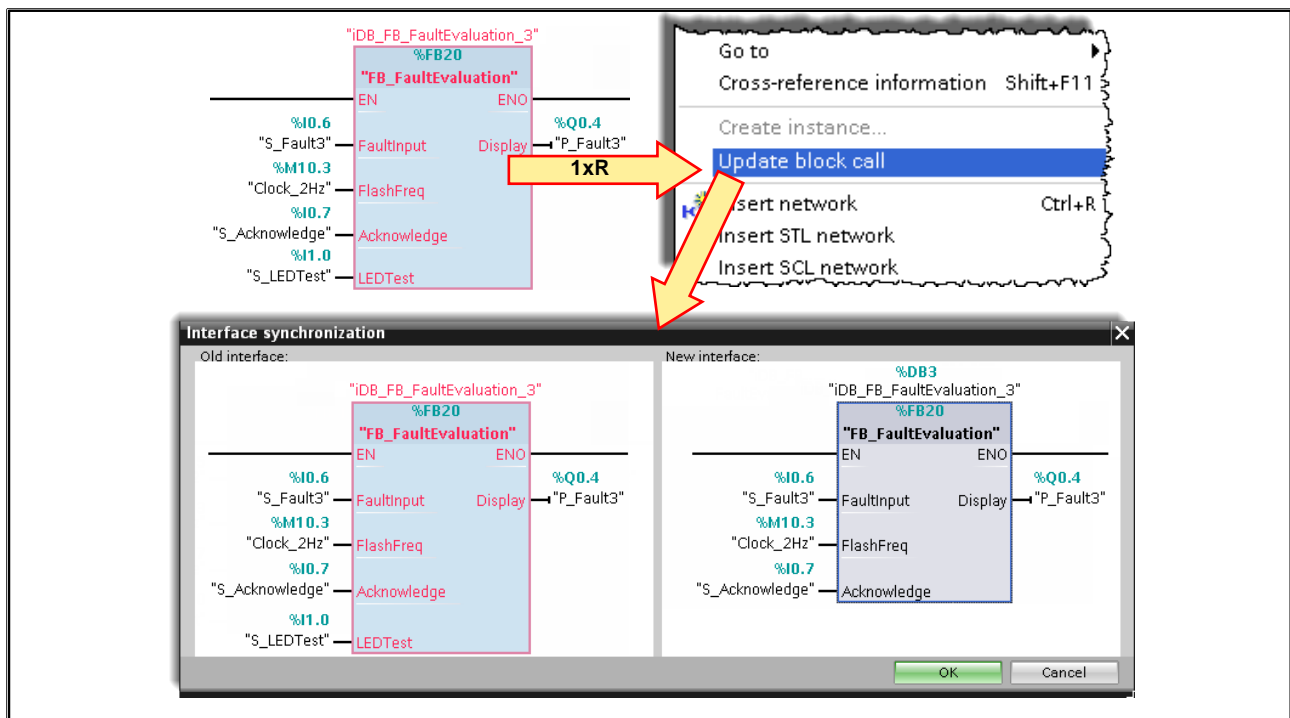 "iDB_FB_FaultEvaluation_3"
%FB20
"FB_FaultEvaluation"
EN ENO
%I0.6 %Q0.4
"S_Fault3" FaultInput Display "P_Fault3"
%M10.3
"Clock_2Hz" FlashFreq
%I0.7
"S_Acknowledge" Acknowledge
%I1.0
"S_LEDTest" LEDTest
1xR
Go to
Cross-reference information Shift+F11
Create instance...
Update block call
sert network Ctrl+R
Insert STL network
Insert SCL network
Interface synchronization
Old interface:
"iDB_FB_FaultEvaluation_3"
%FB20
"FB_FaultEvaluation"
EN ENO
%I0.6 %Q0.4
"S_Fault3" FaultInput Display "P_Fault3"
%M10.3
"Clock_2Hz" FlashFreq
%I0.7
"S_Acknowledge" Acknowledge
%I1.0
"S_LEDTest" LEDTest
New interface:
%DB3
"iDB_FB_FaultEvaluation_3"
%FB20
"FB_FaultEvaluation"
EN ENO
%I0.6 %Q0.4
"S_Fault3" FaultInput Display "P_Fault3"
%M10.3
"Clock_2Hz" FlashFreq
%I0.7
"S_Acknowledge" Acknowledge
OK Cancel